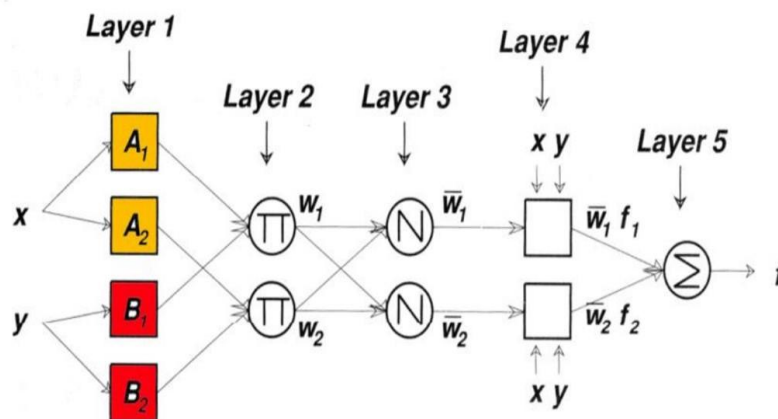 Layer 1
Layer 2
Layer 3
Layer 4
Layer 5
x
y
A₁
A₂
B₁
B₂
Π
Π
w₁
w₂
N
N
w̅₁
w̅₂
x y
x y
w̅₁ f₁
w̅₂ f₂
Σ